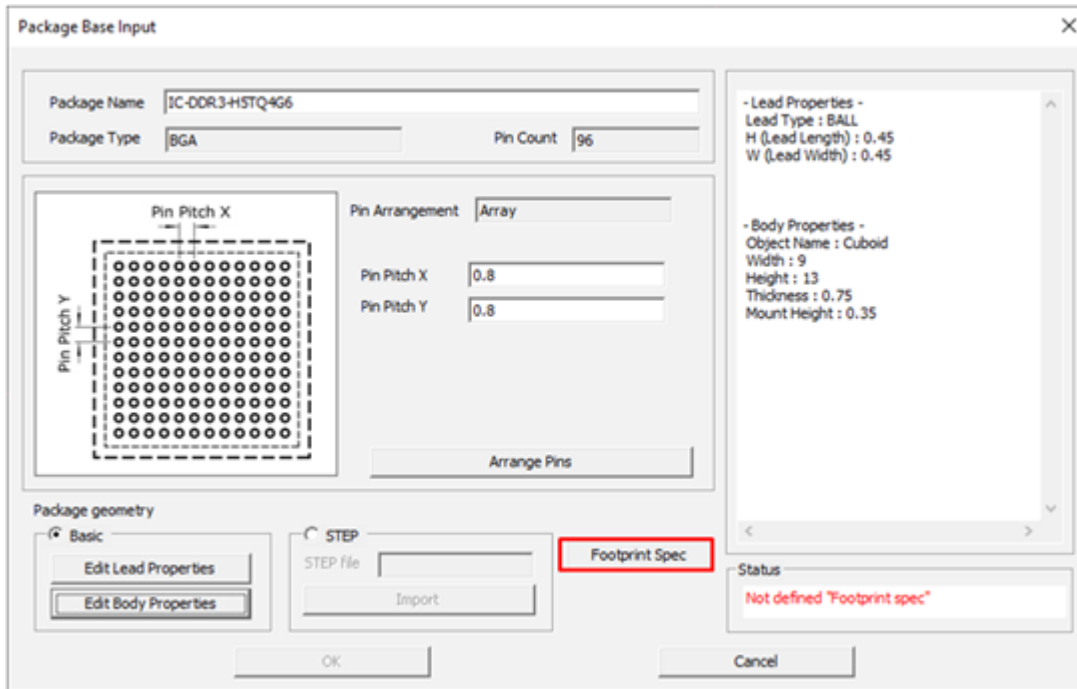 Package Base Input
Package Name IC-DDR3-H5TQ4G6
Package Type BGA Pin Count 96
Pin Pitch X
Pin Pitch Y
Pin Arrangement Array
Pin Pitch X 0.8
Pin Pitch Y 0.8
Arrange Pins
- Lead Properties -
Lead Type : BALL
H (Lead Length) : 0.45
W (Lead Width) : 0.45
- Body Properties -
Object Name : Cuboid
Width : 9
Height : 13
Thickness : 0.75
Mount Height : 0.35
Package geometry
Basic
Edit Lead Properties
Edit Body Properties
STEP
STEP file
Import
Footprint Spec
Status
Not defined "Footprint spec"
OK
Cancel